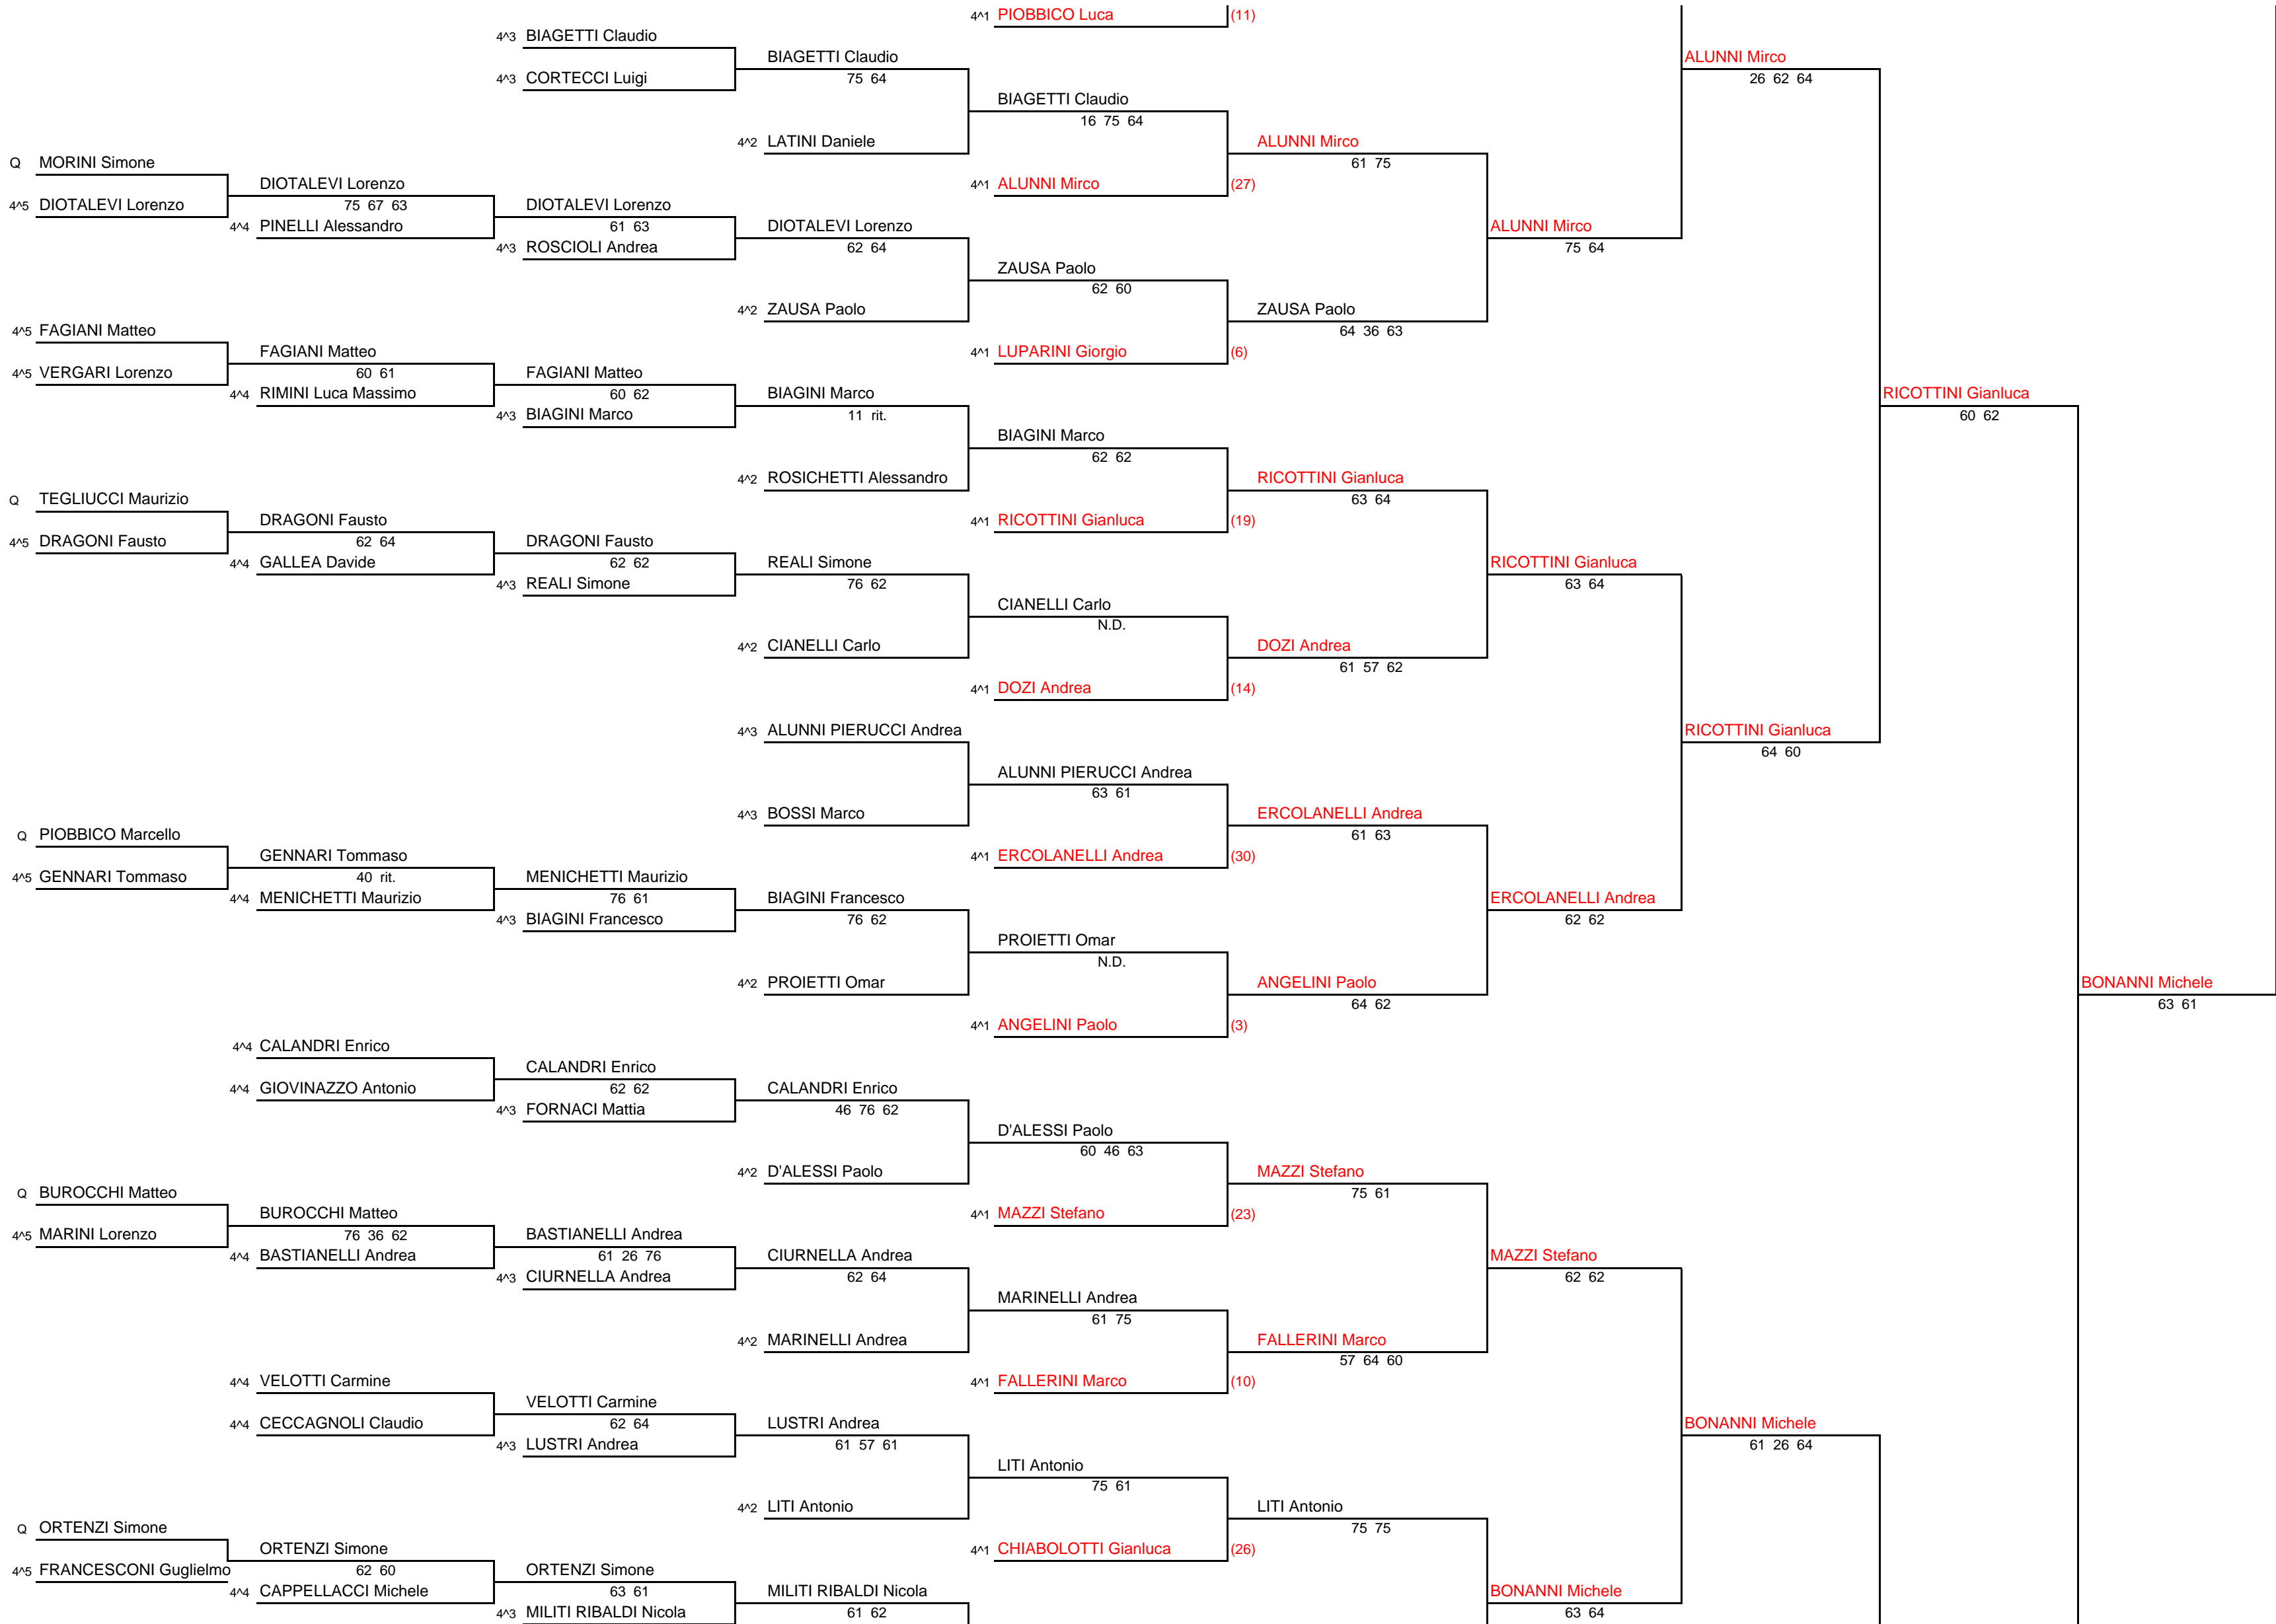 4^1 PIOBBICO Luca (11)
4^3 BIAGETTI Claudio
BIAGETTI Claudio ALUNNI Mirco
4^3 CORTECCI Luigi 75 64 26 62 64
BIAGETTI Claudio
16 75 64
4^2 LATINI Daniele ALUNNI Mirco
Q MORINI Simone 61 75
DIOTALEVI Lorenzo 4^1 ALUNNI Mirco (27)
4^5 DIOTALEVI Lorenzo 75 67 63 DIOTALEVI Lorenzo
4^4 PINELLI Alessandro 61 63 DIOTALEVI Lorenzo ALUNNI Mirco
4^3 ROSCIOLI Andrea 62 64 75 64
ZAUSA Paolo
62 60
4^2 ZAUSA Paolo ZAUSA Paolo
4^5 FAGIANI Matteo 64 36 63
FAGIANI Matteo 4^1 LUPARINI Giorgio (6)
4^5 VERGARI Lorenzo 60 61 FAGIANI Matteo
4^4 RIMINI Luca Massimo 60 62 BIAGINI Marco RICOTTINI Gianluca
4^3 BIAGINI Marco 11 rit. 60 62
BIAGINI Marco
62 62
4^2 ROSICHETTI Alessandro RICOTTINI Gianluca
Q TEGLIUCCI Maurizio 63 64
DRAGONI Fausto 4^1 RICOTTINI Gianluca (19)
4^5 DRAGONI Fausto 62 64 DRAGONI Fausto
4^4 GALLEA Davide 62 62 REALI Simone RICOTTINI Gianluca
4^3 REALI Simone 76 62 63 64
CIANELLI Carlo
N.D.
4^2 CIANELLI Carlo DOZI Andrea
61 57 62
4^1 DOZI Andrea (14)
4^3 ALUNNI PIERUCCI Andrea RICOTTINI Gianluca
64 60
ALUNNI PIERUCCI Andrea
63 61
4^3 BOSSI Marco ERCOLANELLI Andrea
Q PIOBBICO Marcello 61 63
GENNARI Tommaso 4^1 ERCOLANELLI Andrea (30)
4^5 GENNARI Tommaso 40 rit. MENICHETTI Maurizio
4^4 MENICHETTI Maurizio 76 61 BIAGINI Francesco ERCOLANELLI Andrea
4^3 BIAGINI Francesco 76 62 62 62
PROIETTI Omar
N.D.
4^2 PROIETTI Omar ANGELINI Paolo BONANNI Michele
64 62 63 61
4^1 ANGELINI Paolo (3)
4^4 CALANDRI Enrico
CALANDRI Enrico
4^4 GIOVINAZZO Antonio 62 62 CALANDRI Enrico
4^3 FORNACI Mattia 46 76 62
D'ALESSI Paolo
60 46 63
4^2 D'ALESSI Paolo MAZZI Stefano
Q BUROCCHI Matteo 75 61
BUROCCHI Matteo 4^1 MAZZI Stefano (23)
4^5 MARINI Lorenzo 76 36 62 BASTIANELLI Andrea
4^4 BASTIANELLI Andrea 61 26 76 CIURNELLA Andrea MAZZI Stefano
4^3 CIURNELLA Andrea 62 64 62 62
MARINELLI Andrea
61 75
4^2 MARINELLI Andrea FALLERINI Marco
57 64 60
4^4 VELOTTI Carmine 4^1 FALLERINI Marco (10)
VELOTTI Carmine
4^4 CECCAGNOLI Claudio 62 64 LUSTRI Andrea BONANNI Michele
4^3 LUSTRI Andrea 61 57 61 61 26 64
LITI Antonio
75 61
4^2 LITI Antonio LITI Antonio
Q ORTENZI Simone 75 75
ORTENZI Simone 4^1 CHIABOLOTTI Gianluca (26)
4^5 FRANCESCONI Guglielmo 62 60 ORTENZI Simone
4^4 CAPPELLACCI Michele 63 61 MILITI RIBALDI Nicola BONANNI Michele
4^3 MILITI RIBALDI Nicola 61 62 63 64